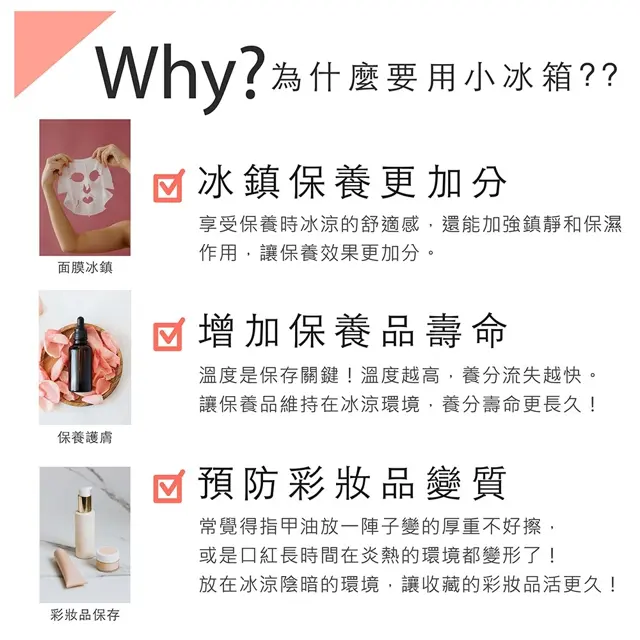 Why?為什麼要用小冰箱??
冰鎮保養更加分
享受保養時冰涼的舒適感，還能加強鎮靜和保濕
作用，讓保養效果更加分。
面膜冰鎮
增加保養品壽命
溫度是保存關鍵！溫度越高，養分流失越快。
讓保養品維持在冰涼環境，養分壽命更長久！
保養護膚
預防彩妝品變質
常覺得指甲油放一陣子變的厚重不好擦，
或是口紅長時間在炎熱的環境都變形了！
放在冰涼陰暗的環境，讓收藏的彩妝品活更久！
彩妝品保存